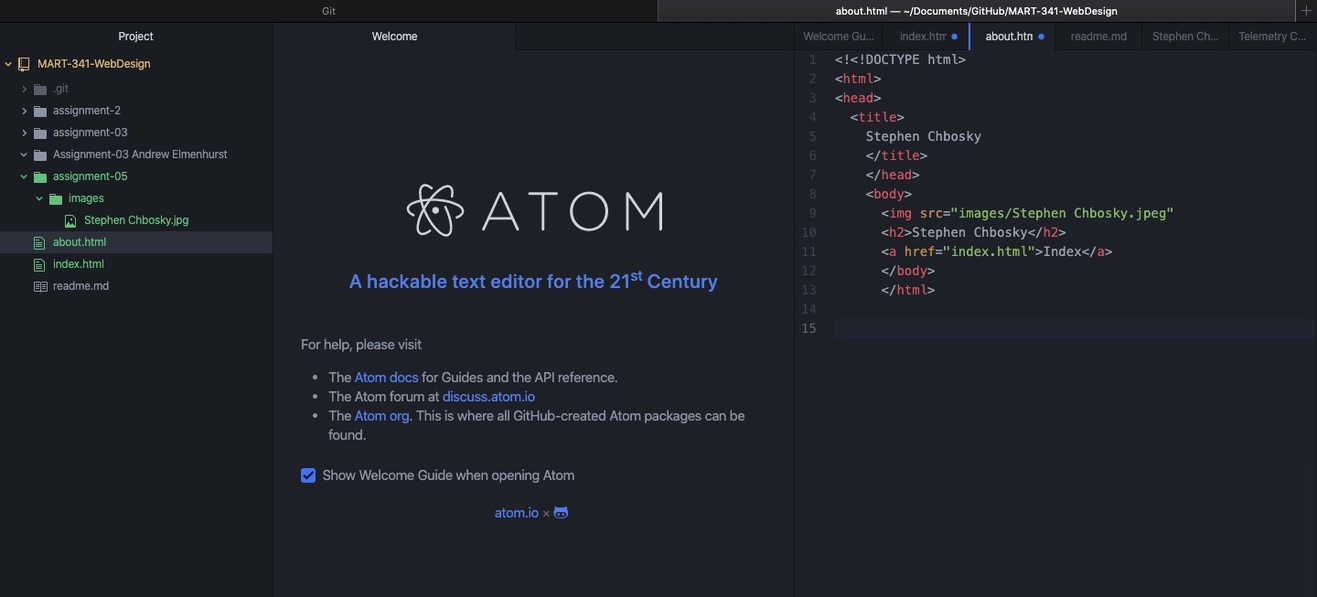 Git
about.html — ~/Documents/GitHub/MART-341-WebDesign
Project
MART-341-WebDesign
.git
assignment-2
assignment-03
Assignment-03 Andrew Elmenhurst
assignment-05
images
Stephen Chbosky.jpg
about.html
index.html
readme.md
Welcome
ATOM
A hackable text editor for the 21st Century
For help, please visit
• The Atom docs for Guides and the API reference.
• The Atom forum at discuss.atom.io
• The Atom org. This is where all GitHub-created Atom packages can be
found.
Show Welcome Guide when opening Atom
atom.io ×
Welcome Gu... index.htm about.htm readme.md Stephen Ch... Telemetry C...
1 <!<!DOCTYPE html>
2 <html>
3 <head>
4 <title>
5 Stephen Chbosky
6 </title>
7 </head>
8 <body>
9 <img src="images/Stephen Chbosky.jpeg"
10 <h2>Stephen Chbosky</h2>
11 <a href="index.html">Index</a>
12 </body>
13 </html>
14
15